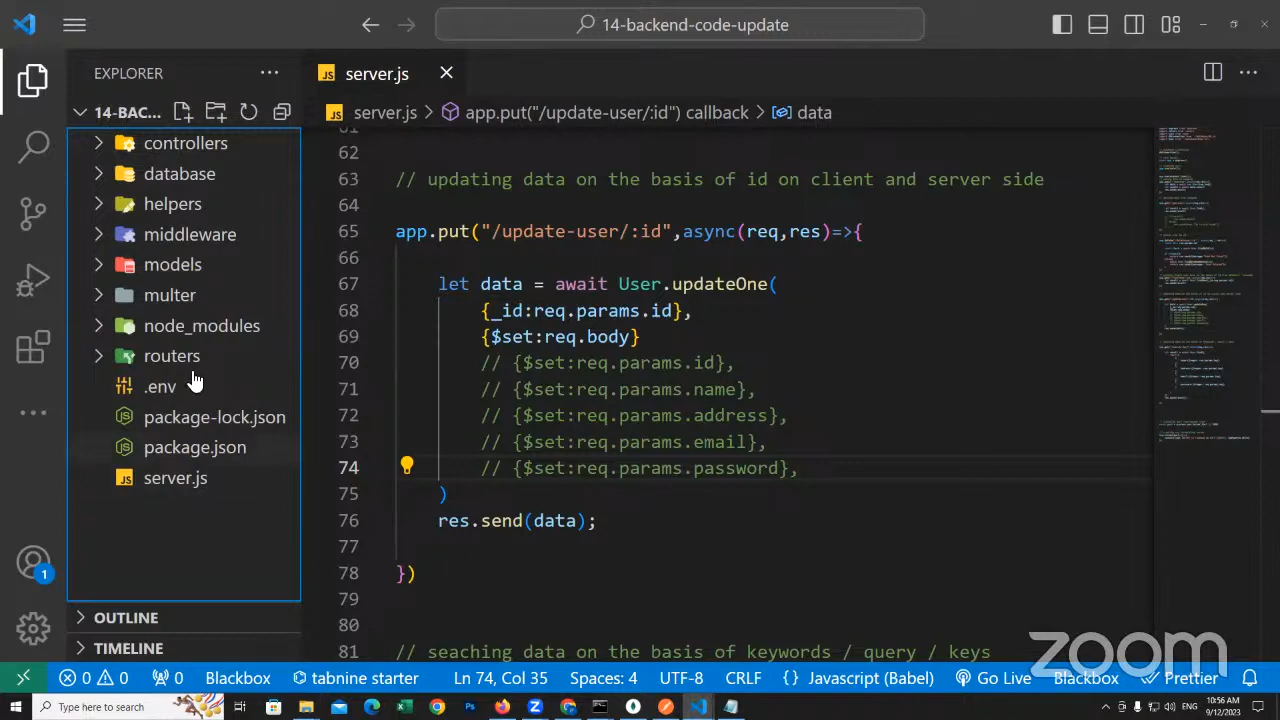 14-backend-code-update
EXPLORER
server.js
14-BAC...
server.js > app.put("/update-user/:id") callback > data
controllers
database
helpers
middleware
models
multer
node_modules
routers
.env
package-lock.json
package.json
server.js
OUTLINE
TIMELINE
61
62
63 // updating data on the basis of id on client and server side
64
65 app.put("/update-user/:id",async(req,res)=>{
66
67 let data = await User.updateOne(
68 _id:req.params.id},
69 {$set:req.body}
70 // {$set:req.params.id},
71 // {$set:req.params.name},
72 // {$set:req.params.address},
73 // {$set:req.params.email},
74 // {$set:req.params.password},
75 )
76 res.send(data);
77
78 })
79
80
81 // seaching data on the basis of keywords / query / keys
zoom
1
0 0 0 Blackbox tabnine starter Ln 74, Col 35 Spaces: 4 UTF-8 CRLF {} Javascript (Babel) Go Live Blackbox Prettier
Type here to search
10:56 AM
9/12/2023